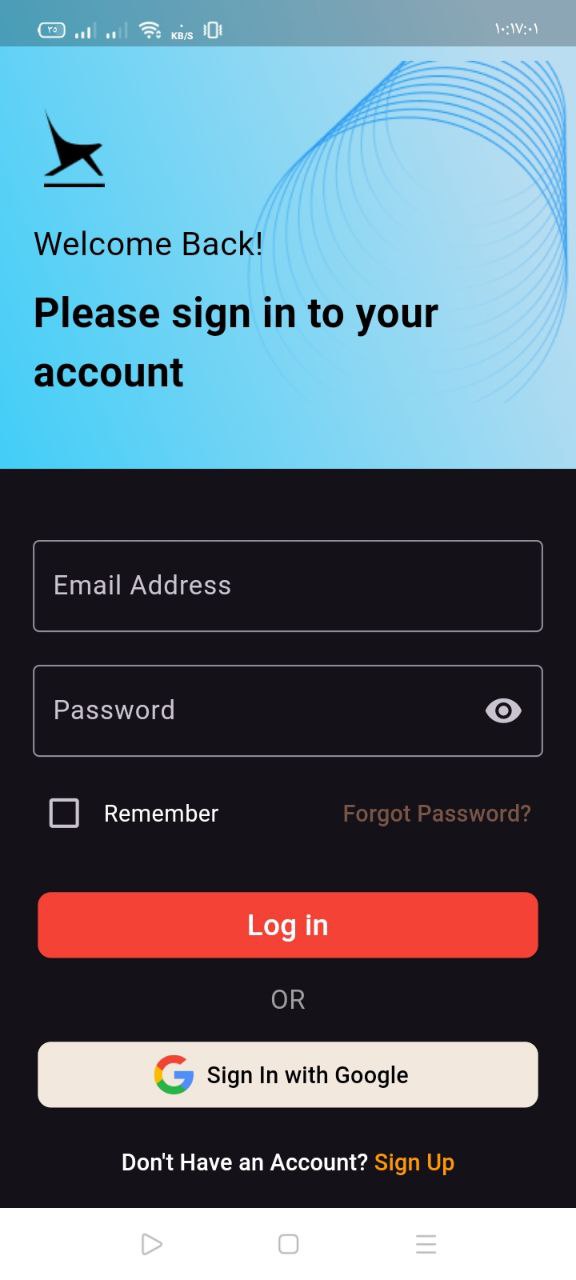 ٢٥
KB/S
١٠:١٧:٠١
Welcome Back!
Please sign in to your
account
Email Address
Password
Remember
Forgot Password?
Log in
OR
Sign In with Google
Don't Have an Account? Sign Up